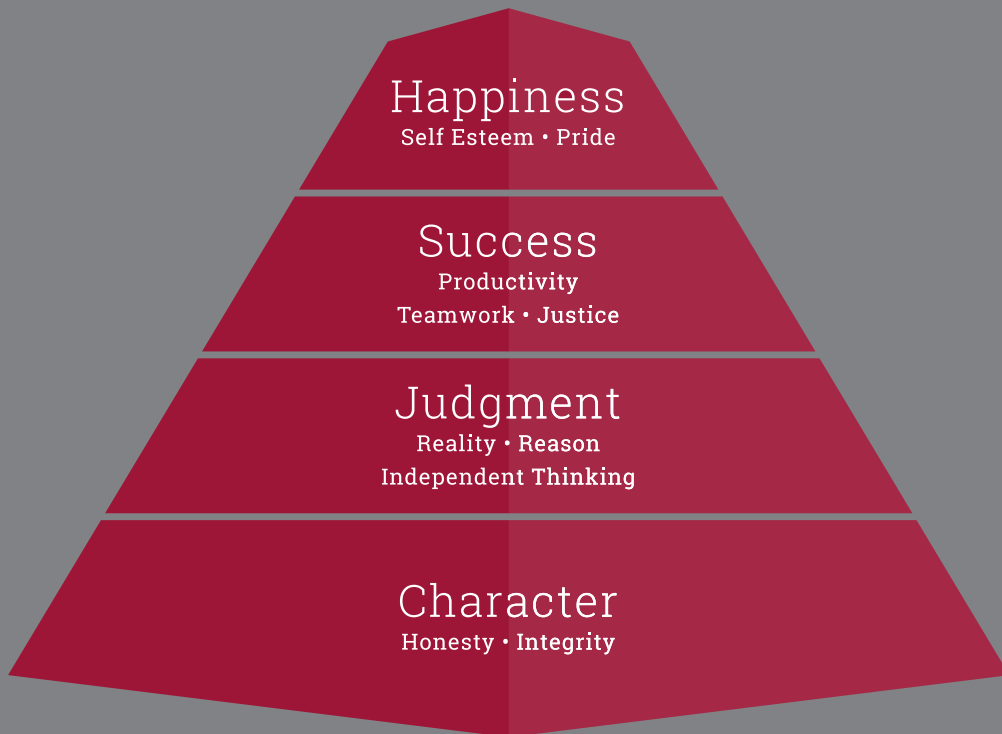 Happiness
Self Esteem • Pride
Success
Productivity
Teamwork • Justice
Judgment
Reality • Reason
Independent Thinking
Character
Honesty • Integrity